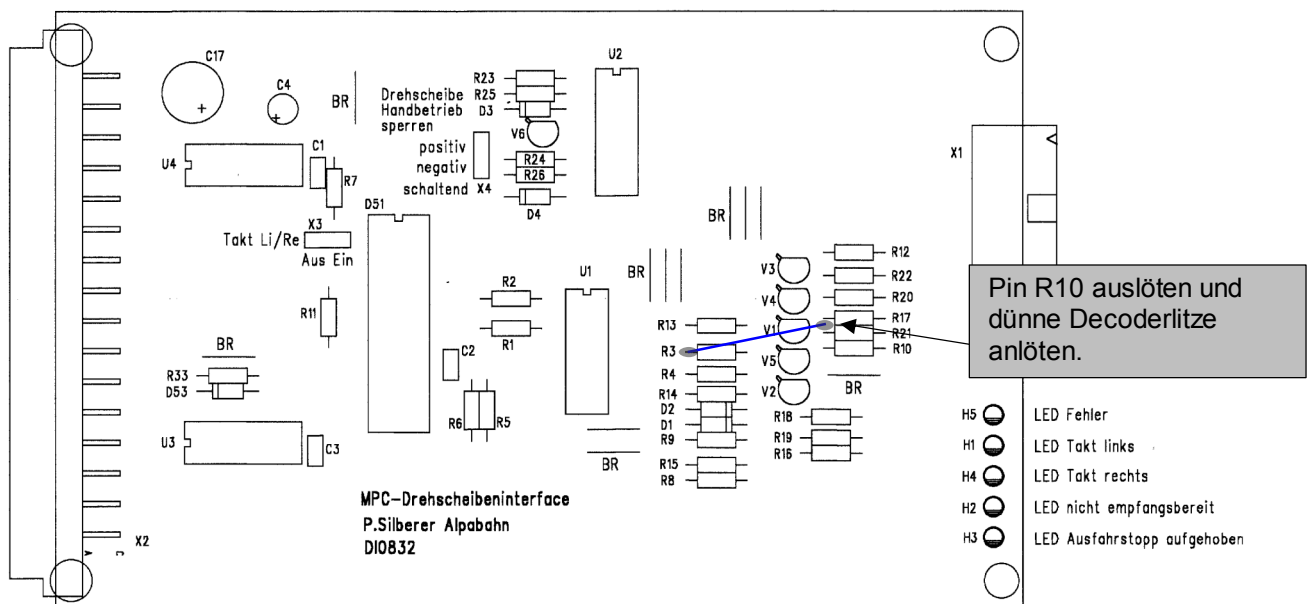 C17
C4
BR
U4
C1
R7
X3
Takt Li/Re
Aus Ein
D51
R11
BR
R33
D53
U3
C3
X2
R23
Drehscheibe R25
Handbetrieb D3
sperren
V6
positiv
negativ
schaltend X4
R24
R26
D4
U2
R2
R1
C2
R6
R5
U1
BR
BR
BR
R13
R3
R4
R14
D2
D1
R9
R15
R8
V3
V4
V1
V5
V2
R12
R22
R20
R17
R21
R10
BR
R18
R19
R16
X1
Pin R10 auslöten und
dünne Decoderlitze
anlöten.
H5 LED Fehler
H1 LED Takt links
H4 LED Takt rechts
H2 LED nicht empfangsbereit
H3 LED Ausfahrstopp aufgehoben
MPC-Drehscheibeninterface
P.Silberer Alpabahn
DI0832